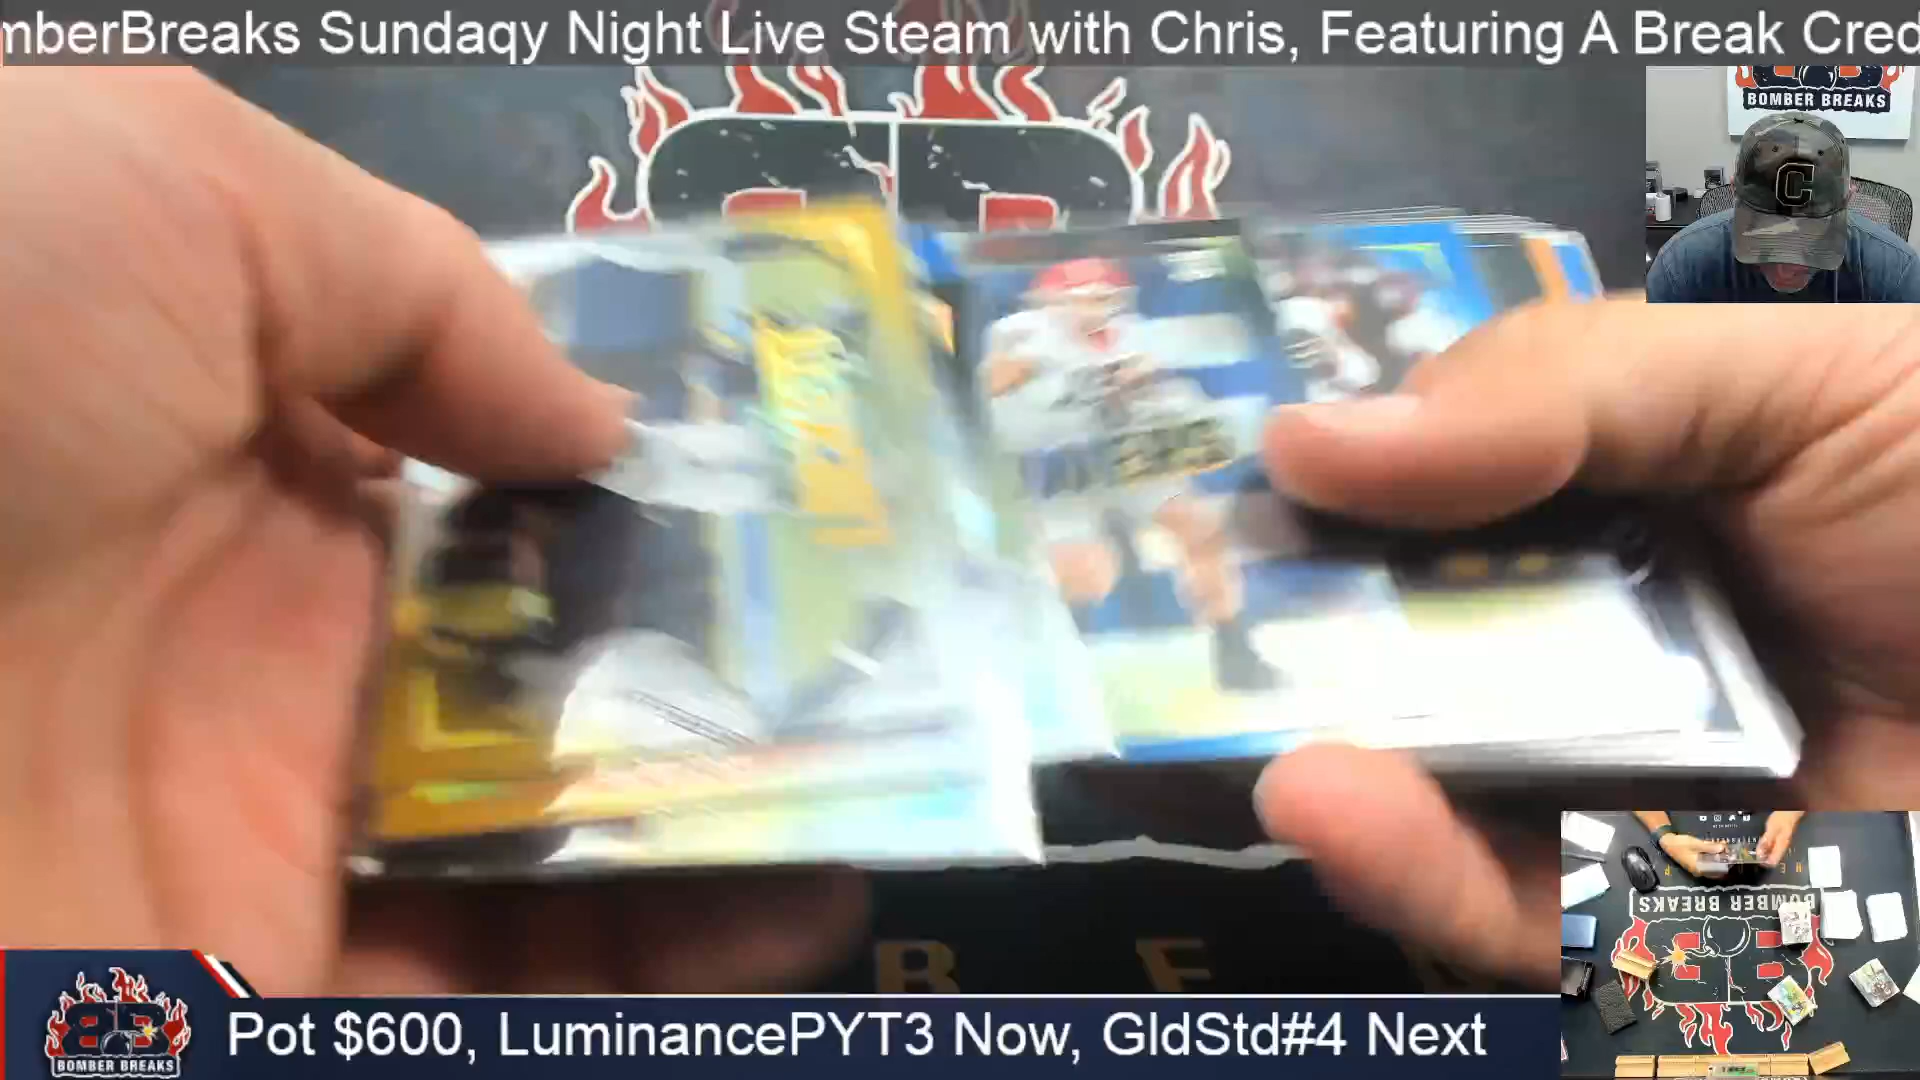 mberBreaks Sundaqy Night Live Steam with Chris, Featuring A Break Cred
BOMBER BREAKS
C
BOMBER BREAKS
B E
Pot $600, LuminancePYT3 Now, GldStd#4 Next
BOMBER BREAKS